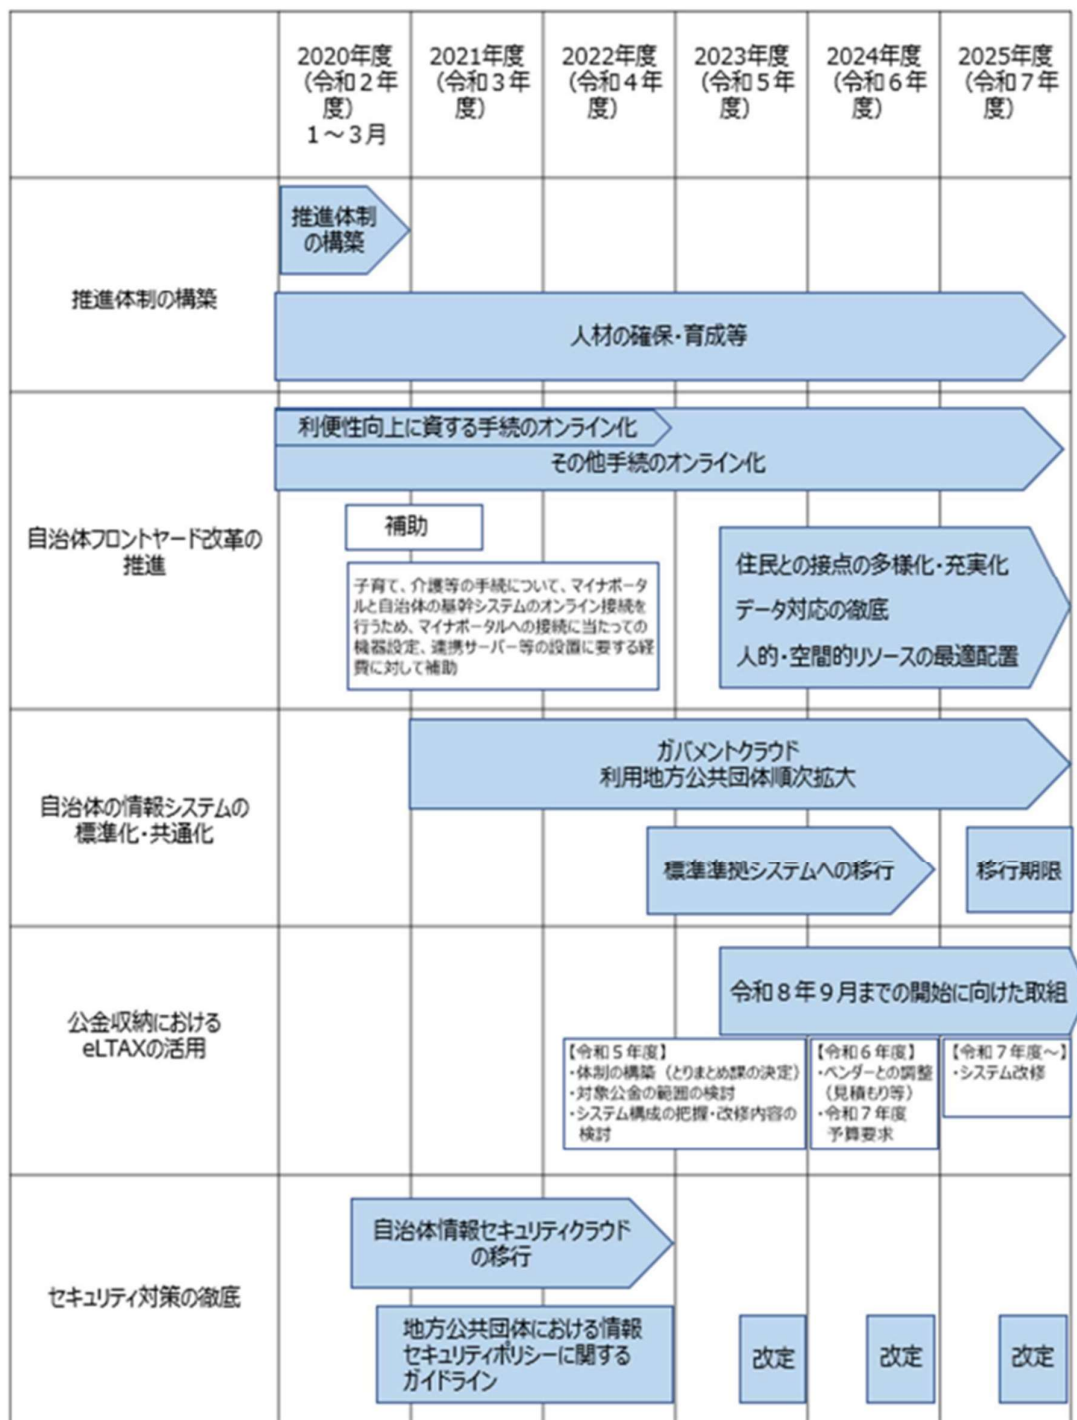 2020年度
（令和２年
度）
１～３月
2021年度
（令和３年
度）
2022年度
（令和４年
度）
2023年度
（令和５年
度）
2024年度
（令和６年
度）
2025年度
（令和７年
度）
推進体制の構築
推進体制
の構築
人材の確保・育成等
自治体フロントヤード改革の
推進
利便性向上に資する手続のオンライン化
その他手続のオンライン化
補助
子育て、介護等の手続について、マイナポータ
ルと自治体の基幹システムのオンライン接続を
行うため、マイナポータルへの接続に当たっての
機器設定、連携サーバー等の設置に要する経
費に対して補助
住民との接点の多様化・充実化
データ対応の徹底
人的・空間的リソースの最適配置
自治体の情報システムの
標準化・共通化
ガバメントクラウド
利用地方公共団体順次拡大
標準準拠システムへの移行
移行期限
公金収納における
eLTAXの活用
令和８年９月までの開始に向けた取組
【令和５年度】
・体制の構築（とりまとめ課の決定）
・対象公金の範囲の検討
・システム構成の把握・改修内容の
検討
【令和６年度】
・ベンダーとの調整
（見積もり等）
・令和７年度
予算要求
【令和７年度～】
・システム改修
セキュリティ対策の徹底
自治体情報セキュリティクラウド
の移行
地方公共団体における情報
セキュリティポリシーに関する
ガイドライン
改定
改定
改定